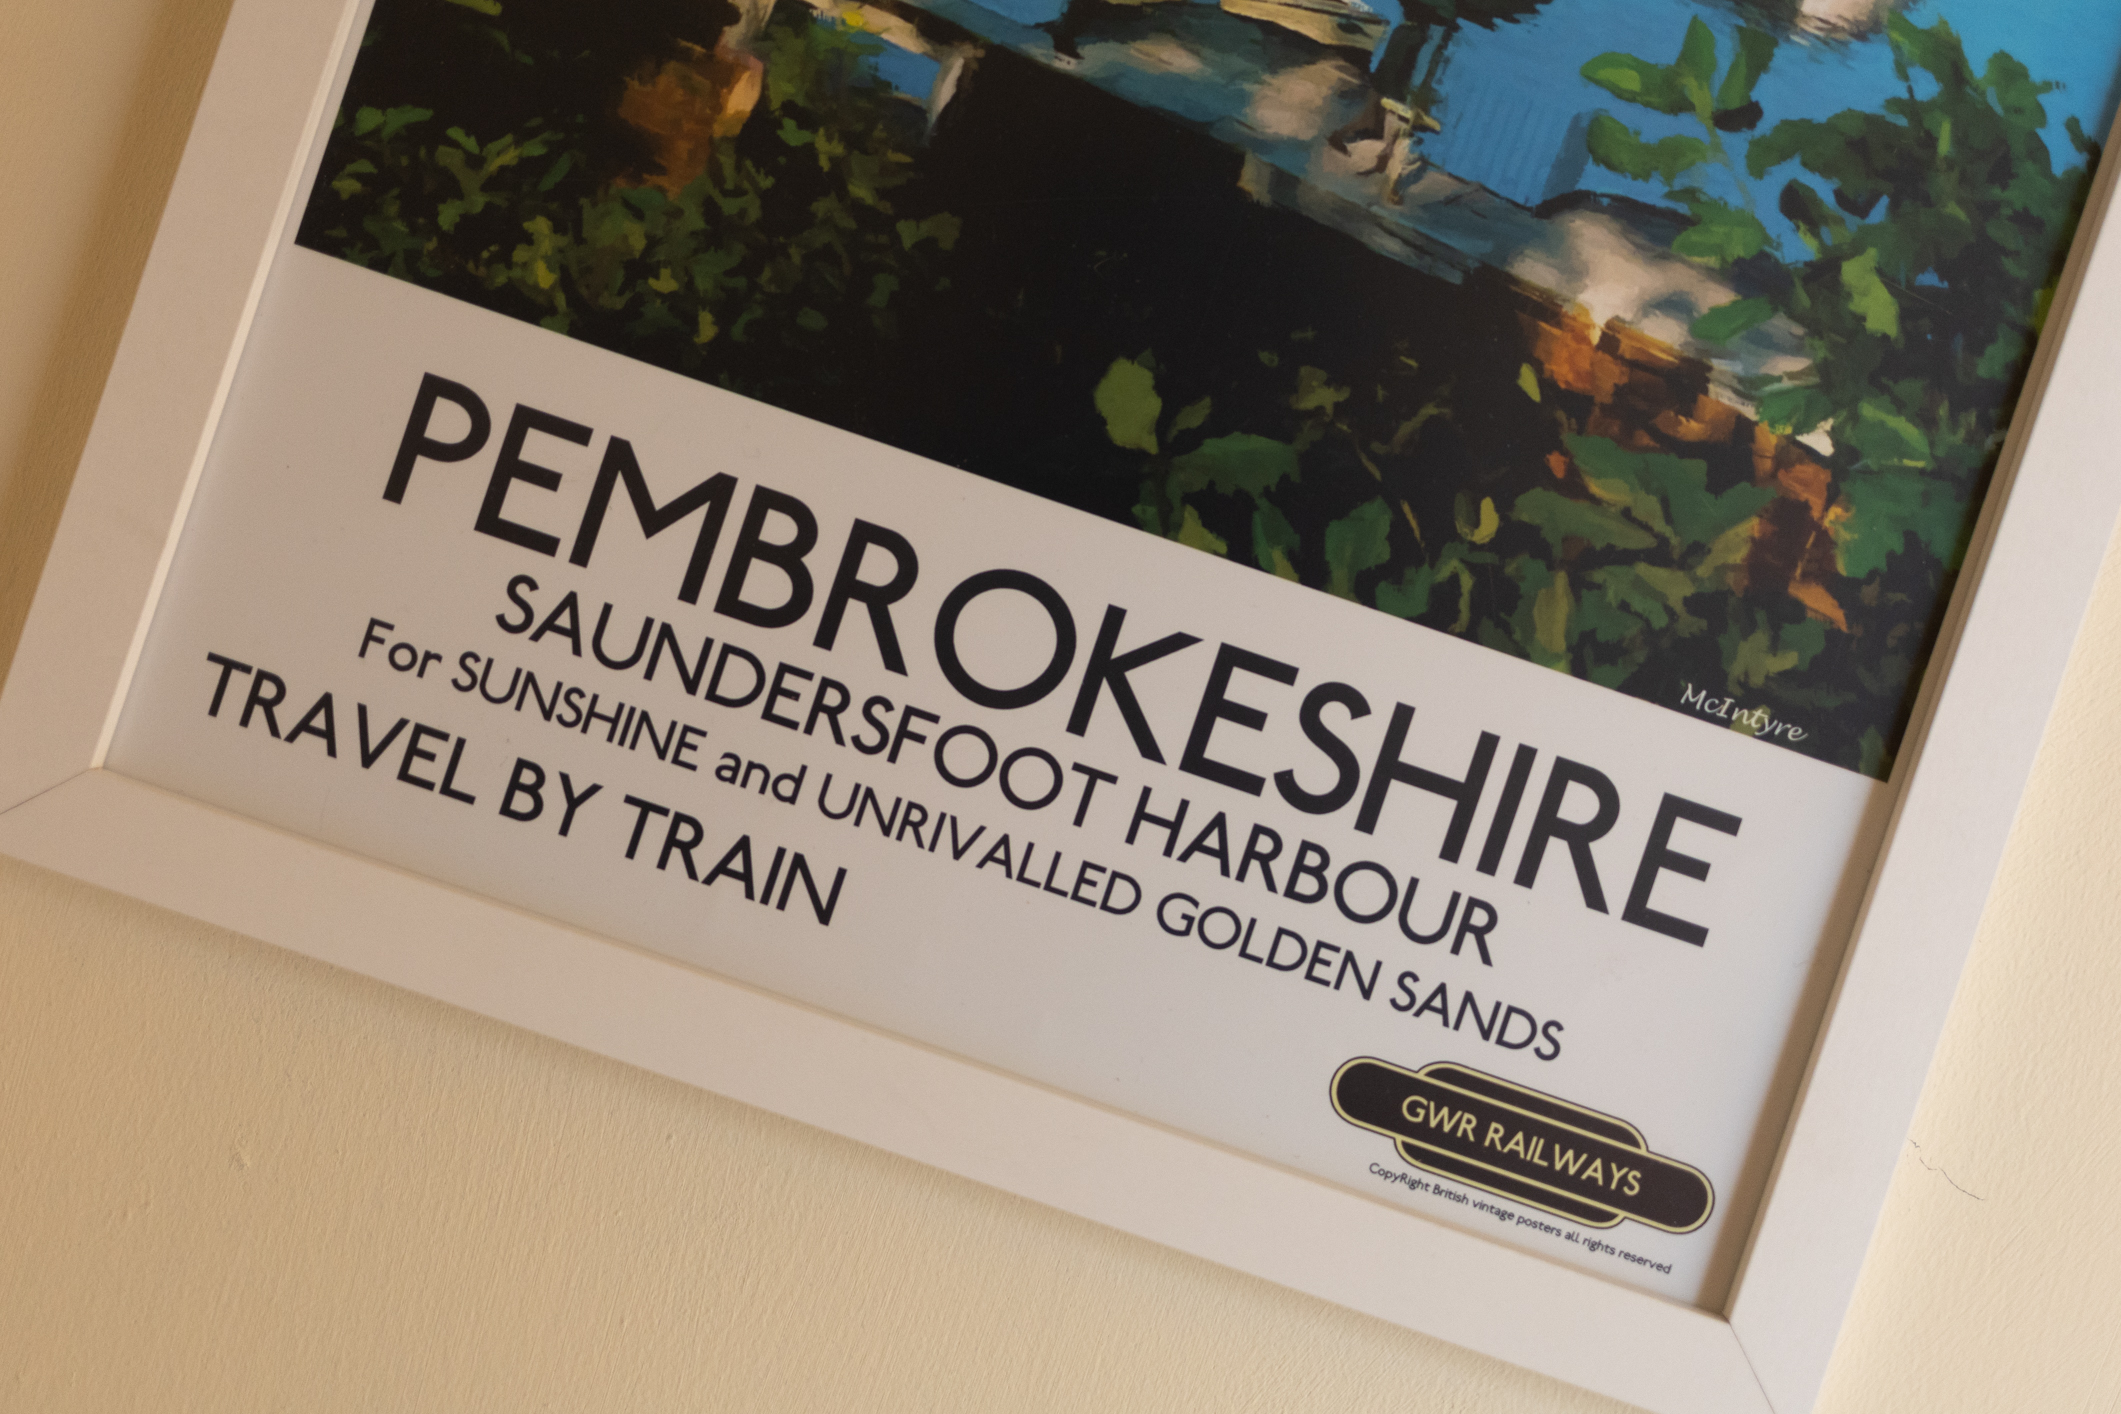 McIntyre
PEMBROKESHIRE
SAUNDERSFOOT HARBOUR
For SUNSHINE and UNRIVALLED GOLDEN SANDS
TRAVEL BY TRAIN
GWR RAILWAYS
CopyRight British vintage posters all rights reserved